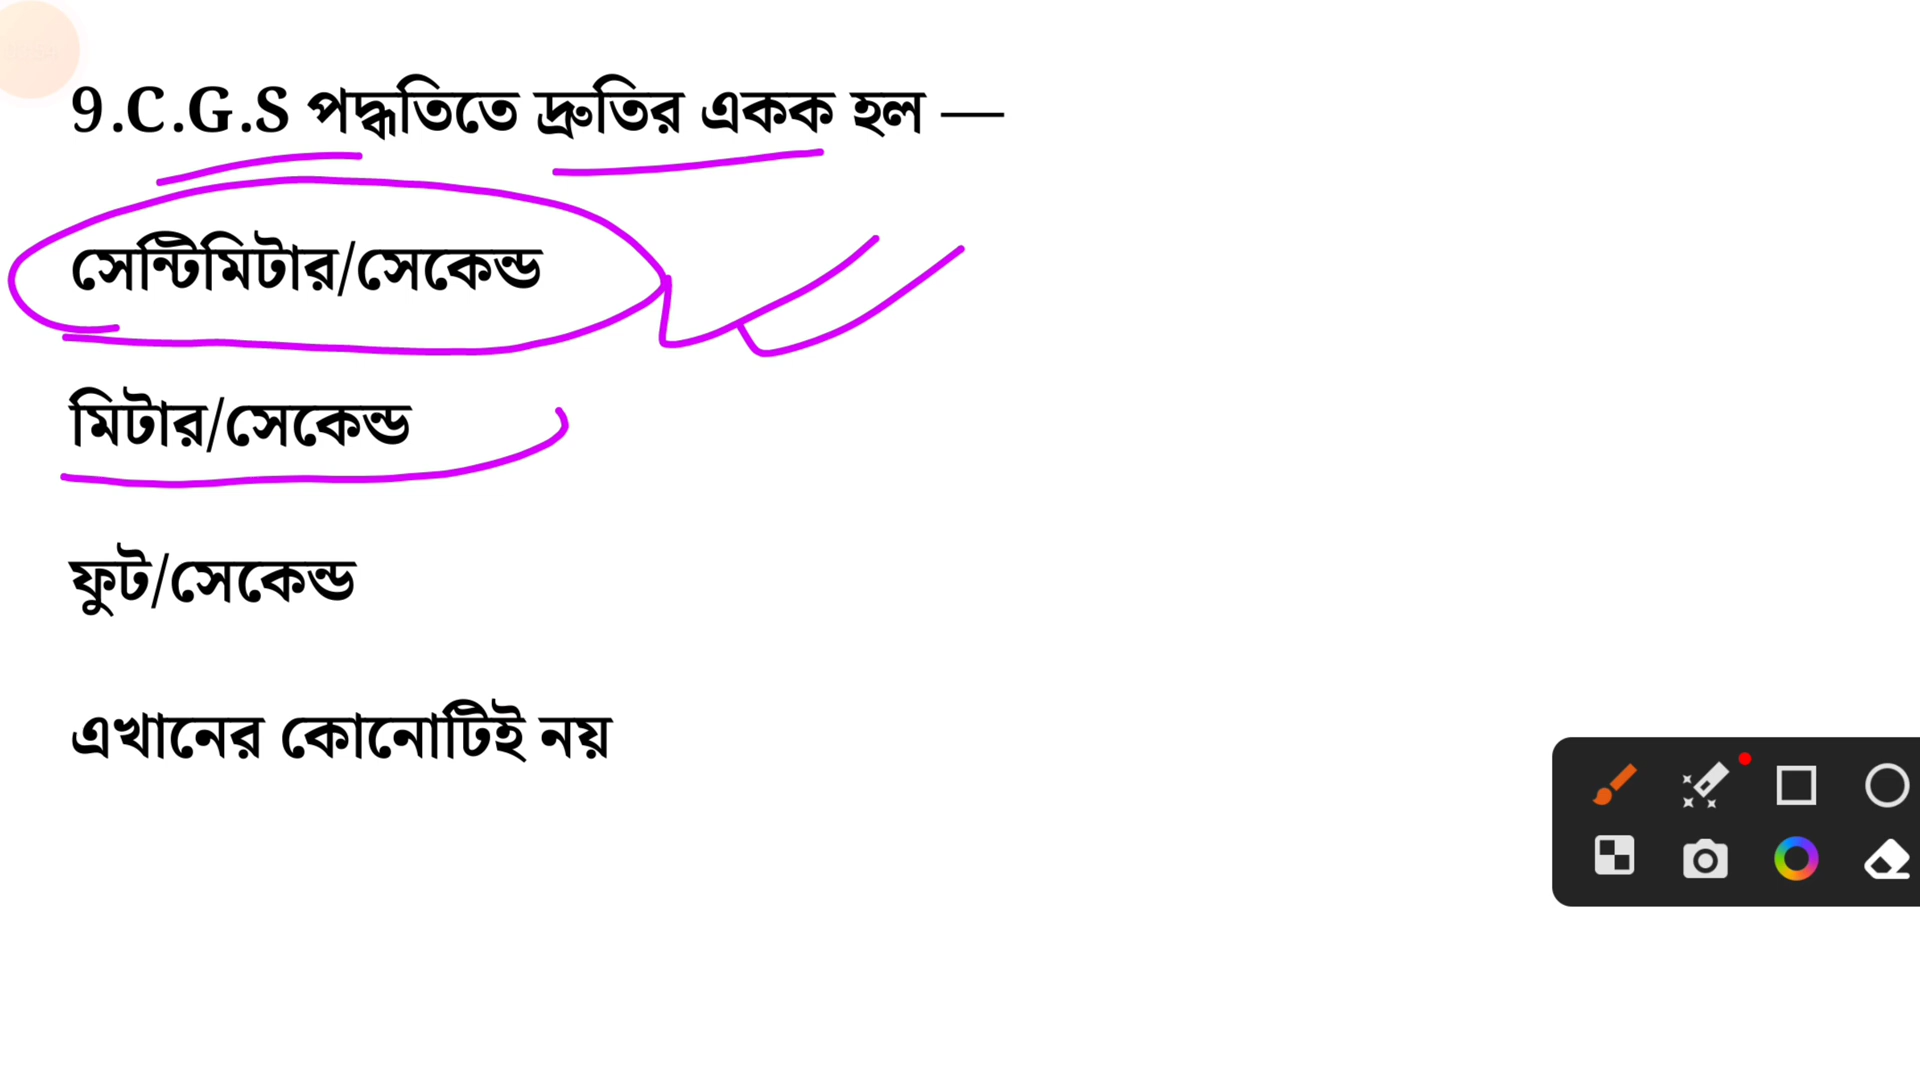 9.C.G.S পদ্ধতিতে দ্রুতির একক হল —
সেন্টিমিটার/সেকেন্ড
মিটার/সেকেন্ড
ফুট/সেকেন্ড
এখানের কোনোটিই নয়